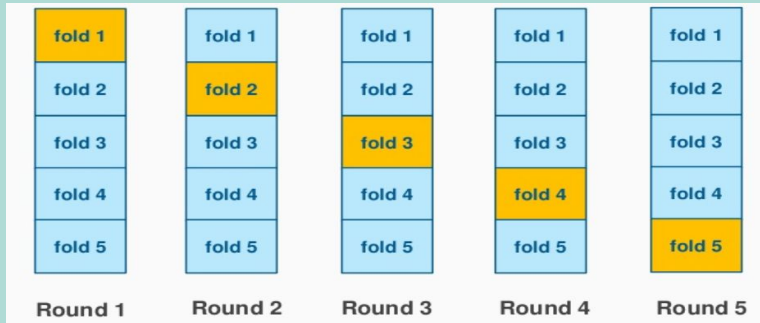 fold 1 fold 1 fold 1 fold 1 fold 1
fold 2 fold 2 fold 2 fold 2 fold 2
fold 3 fold 3 fold 3 fold 3 fold 3
fold 4 fold 4 fold 4 fold 4 fold 4
fold 5 fold 5 fold 5 fold 5 fold 5
Round 1 Round 2 Round 3 Round 4 Round 5